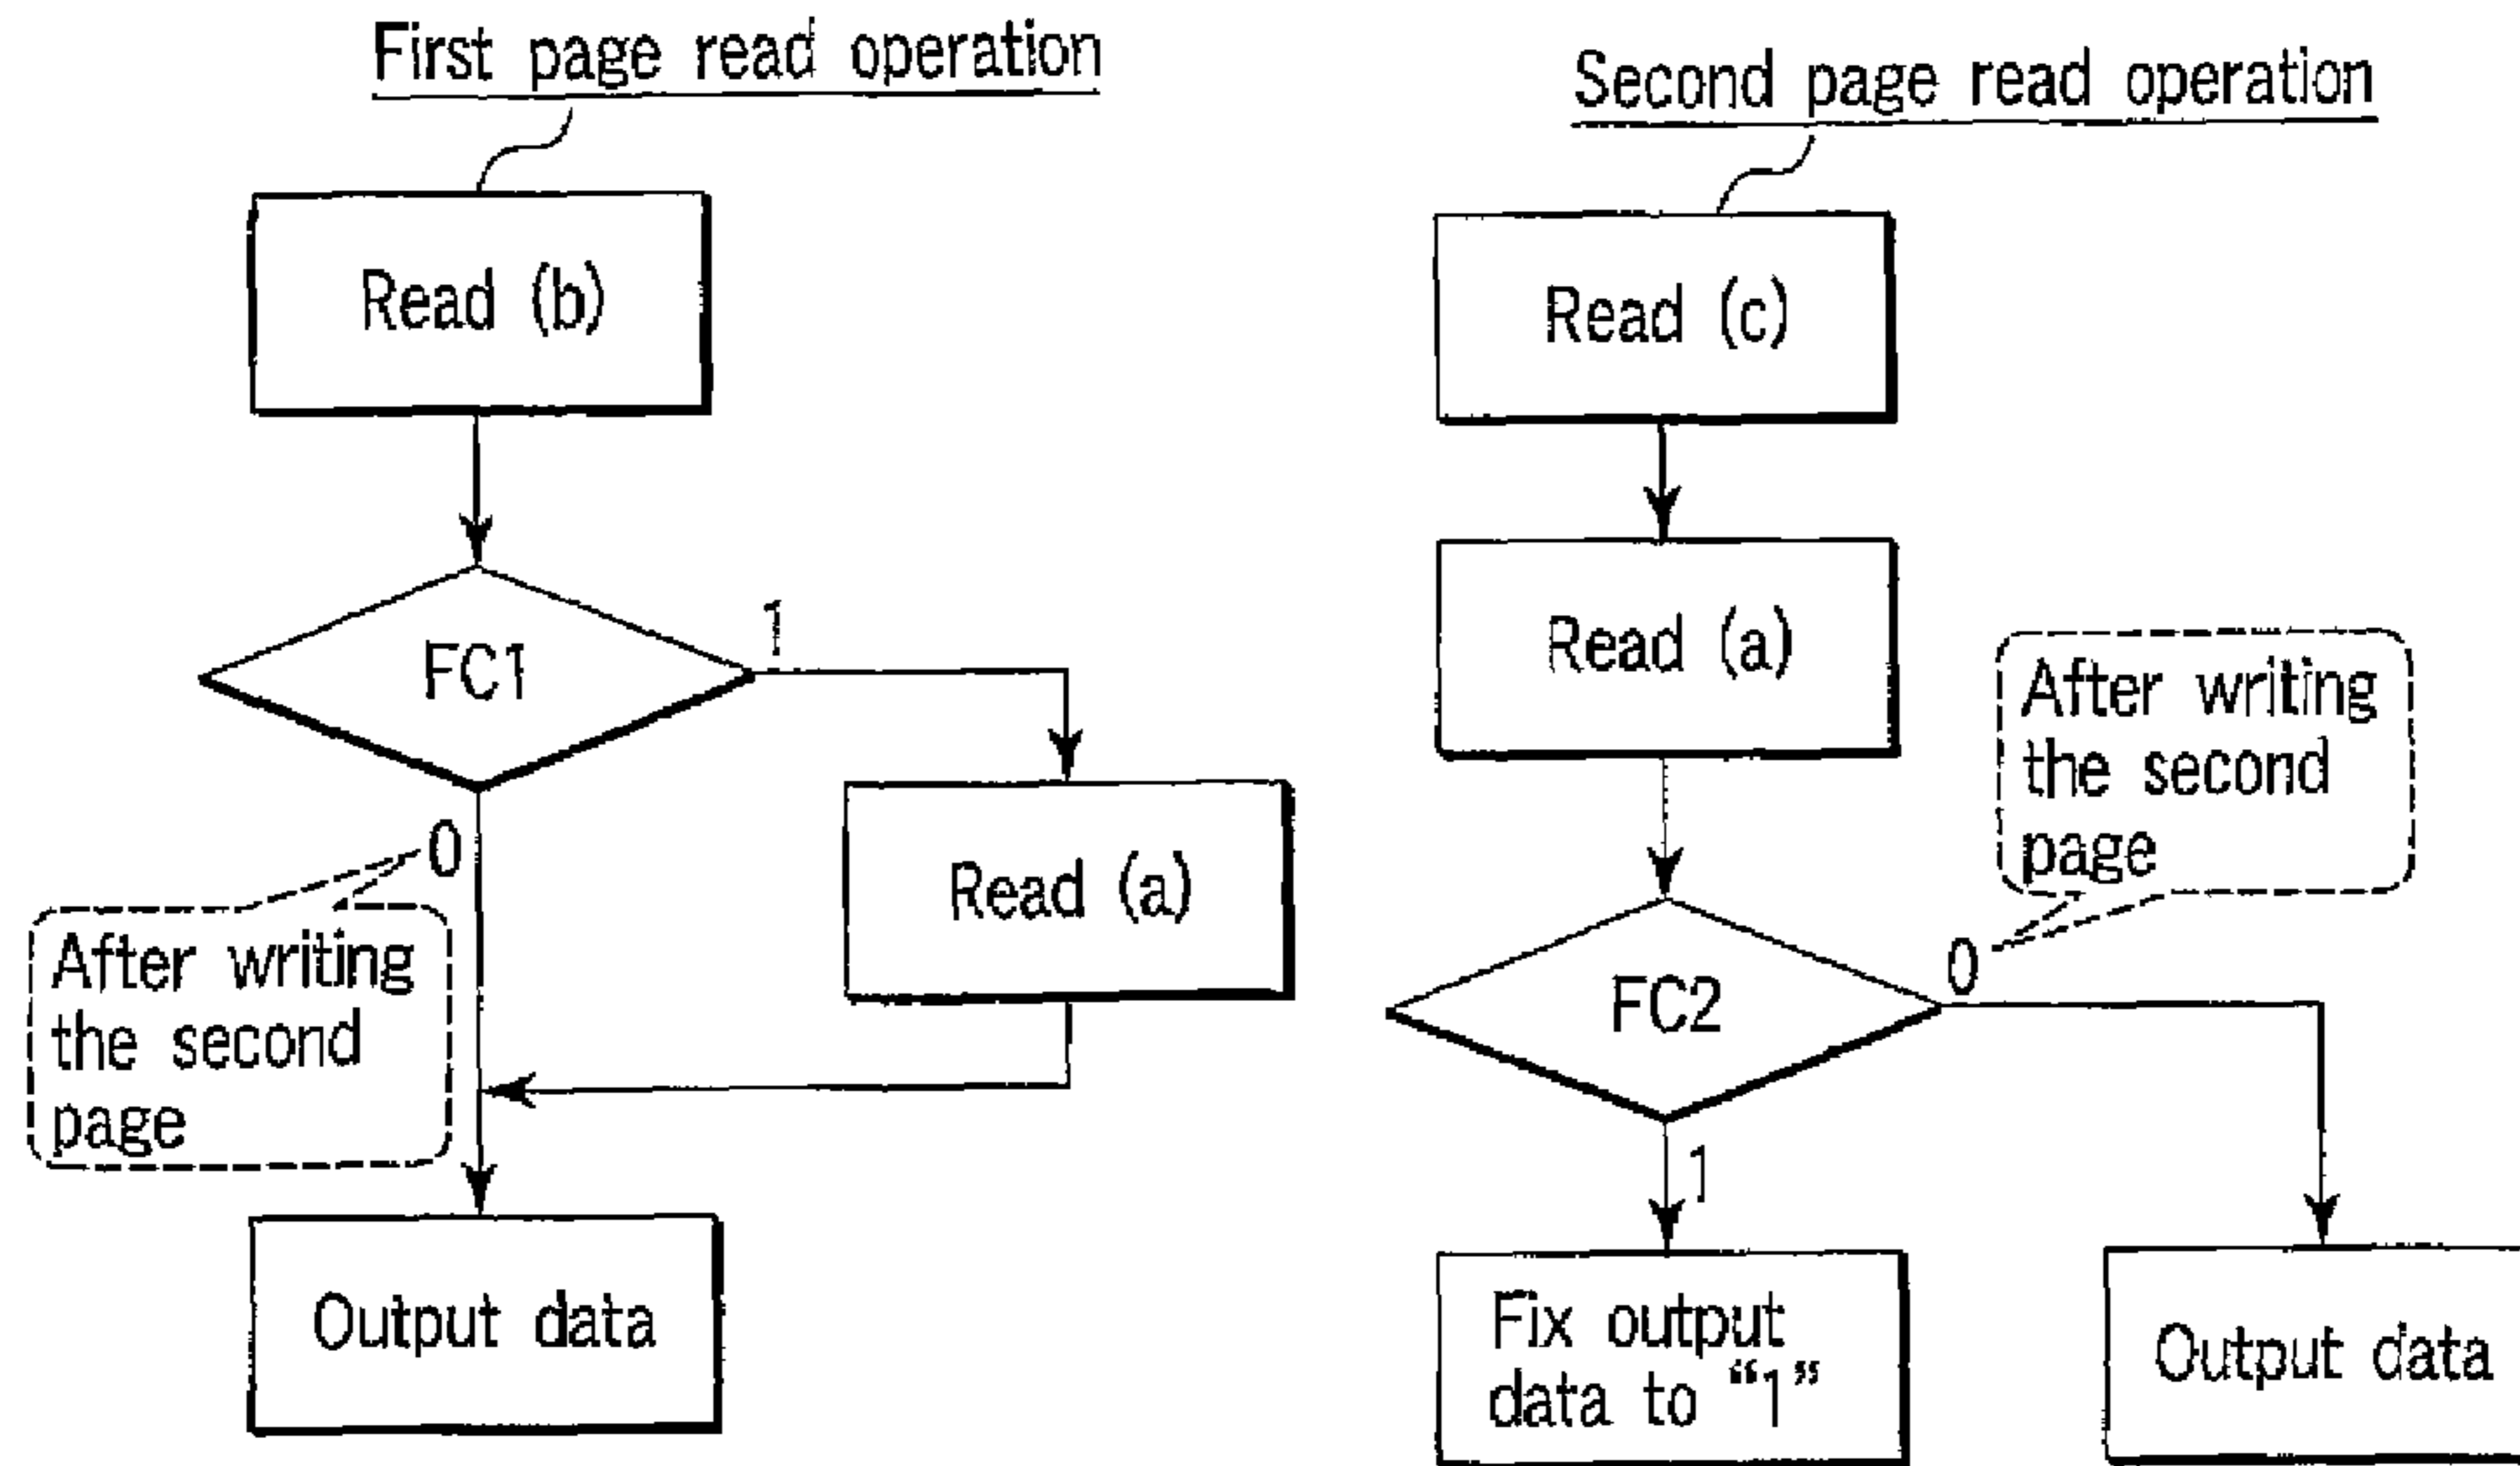 First page read operation
Read (b)
FC1
1
0
Read (a)
After writing
the second
page
Output data
Second page read operation
Read (c)
Read (a)
After writing
the second
page
FC2
0
1
Fix output
data to “1”
Output data